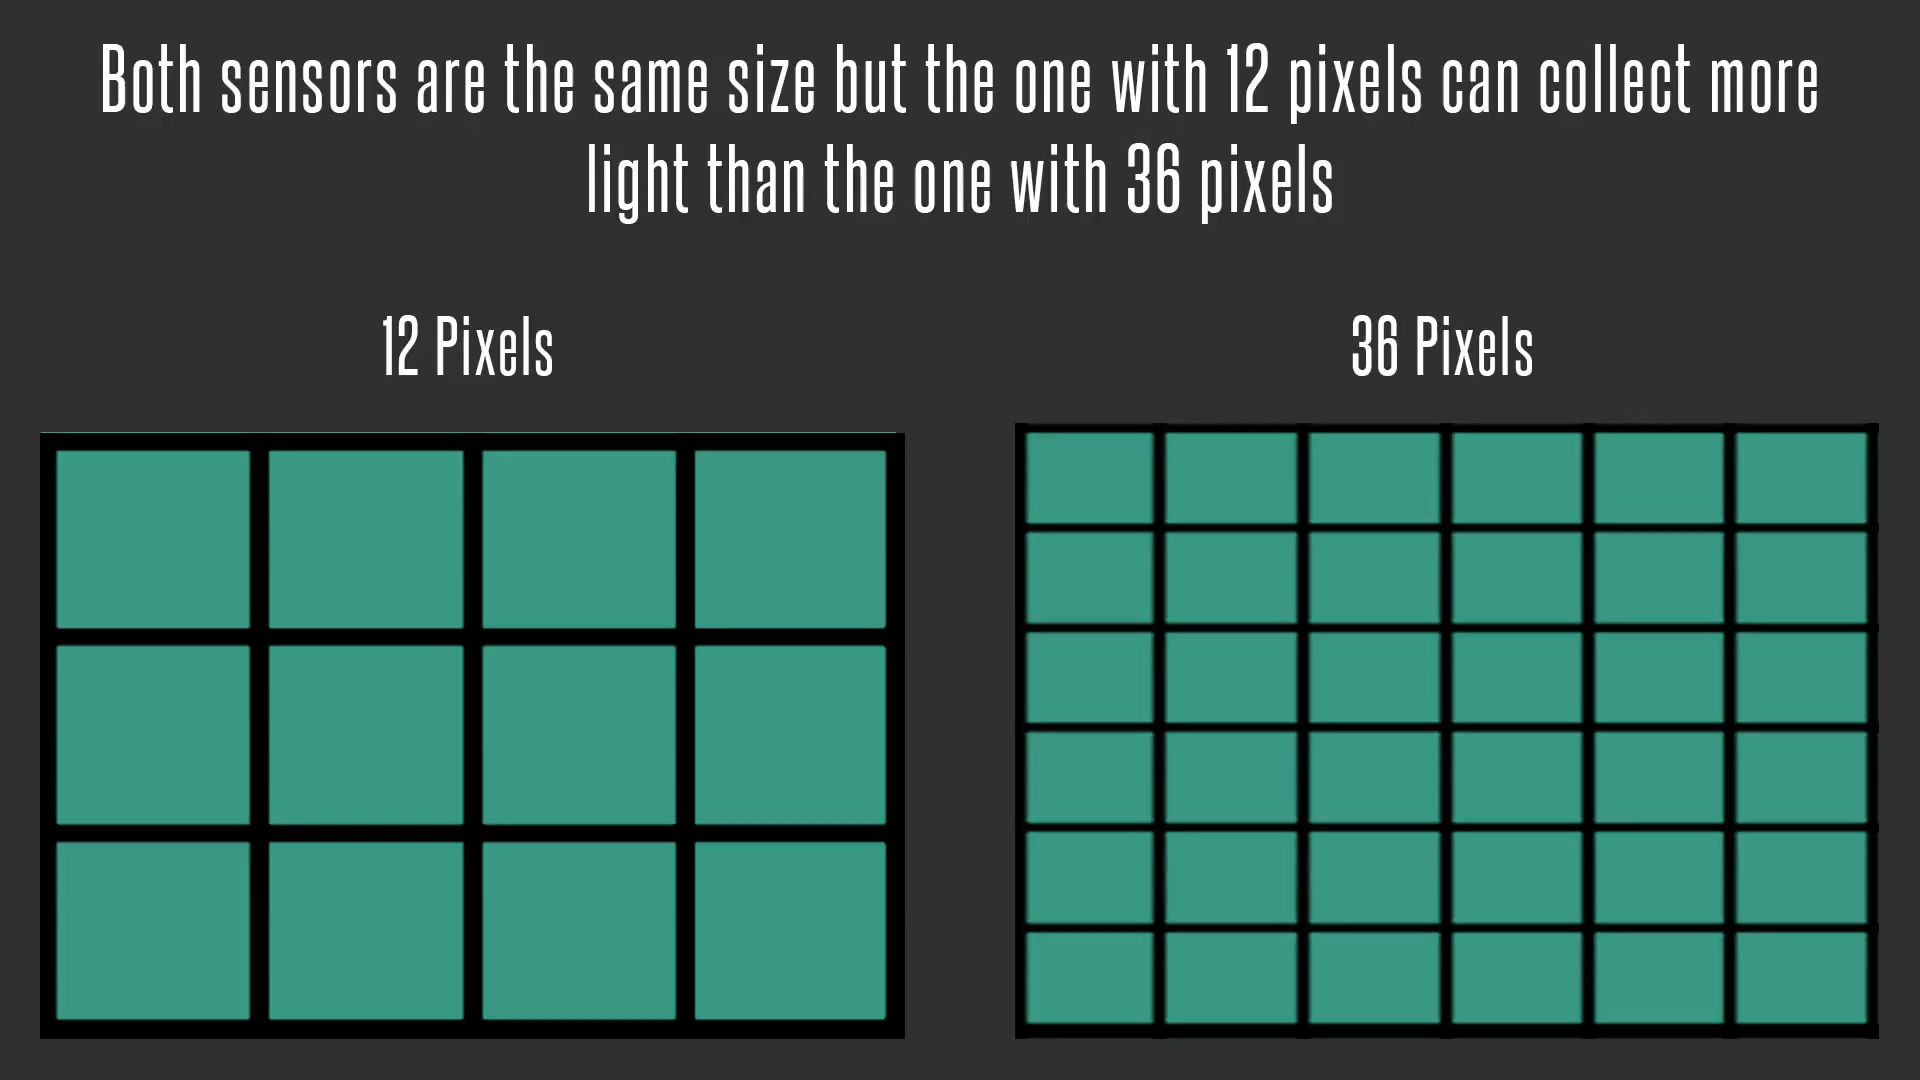 Both sensors are the same size but the one with 12 pixels can collect more
light than the one with 36 pixels
12 Pixels
36 Pixels